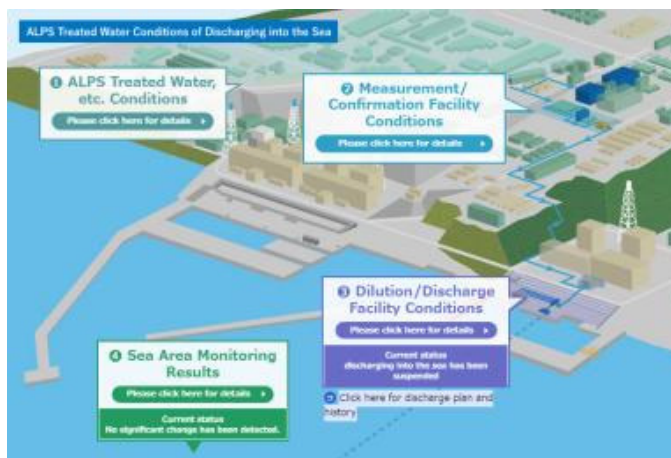 ALPS Treated Water Conditions of Discharging into the Sea
❶ ALPS Treated Water,
etc. Conditions
Please click here for details
❷ Measurement/
Confirmation Facility
Conditions
Please click here for details
❸ Dilution/Discharge
Facility Conditions
Please click here for details
Current status
discharging into the sea has been
suspended
Click here for discharge plan and
history
❹ Sea Area Monitoring
Results
Please click here for details
Current status
No significant change has been detected.